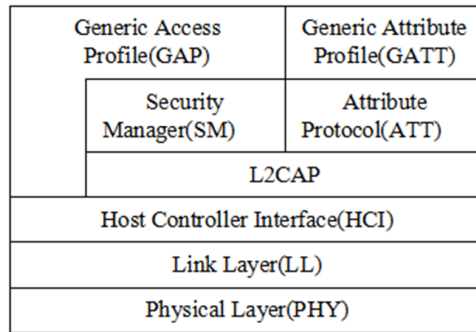 Generic Access
Profile(GAP)
Generic Attribute
Profile(GATT)
Security
Manager(SM)
Attribute
Protocol(ATT)
L2CAP
Host Controller Interface(HCI)
Link Layer(LL)
Physical Layer(PHY)